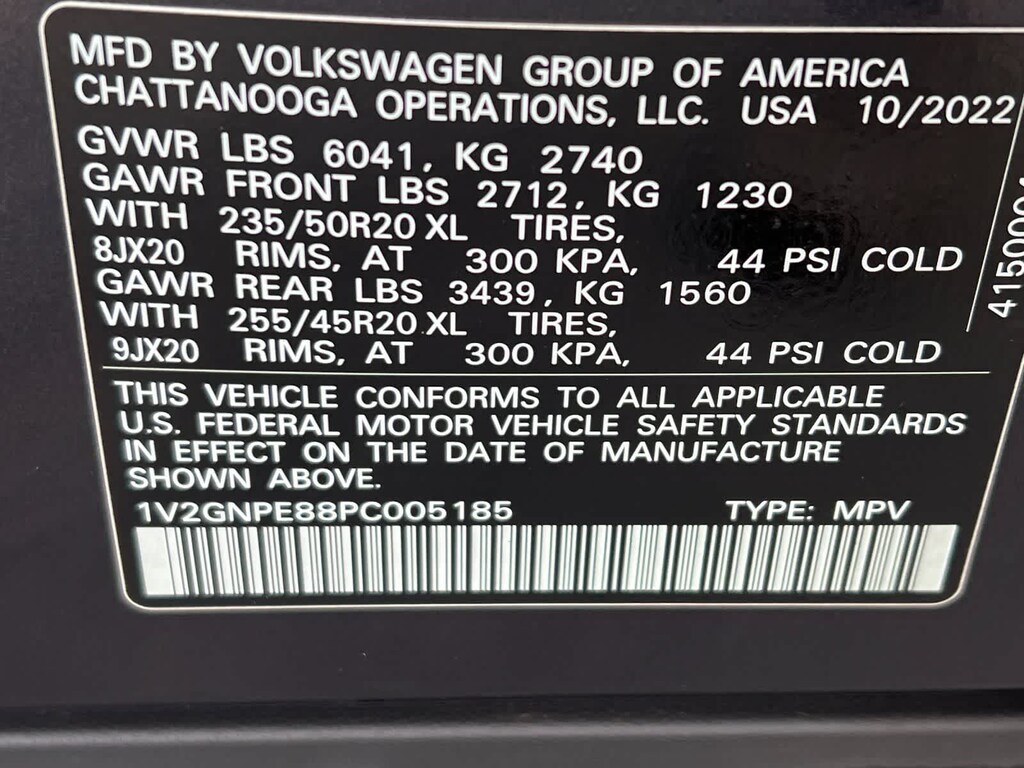 MFD BY VOLKSWAGEN GROUP OF AMERICA
CHATTANOOGA OPERATIONS, LLC. USA 10/2022
GVWR LBS 6041, KG 2740
GAWR FRONT LBS 2712, KG 1230
WITH 235/50R20 XL TIRES,
8JX20 RIMS, AT 300 KPA, 44 PSI COLD
GAWR REAR LBS 3439, KG 1560
WITH 255/45R20 XL TIRES,
9JX20 RIMS, AT 300 KPA, 44 PSI COLD
THIS VEHICLE CONFORMS TO ALL APPLICABLE
U.S. FEDERAL MOTOR VEHICLE SAFETY STANDARDS
IN EFFECT ON THE DATE OF MANUFACTURE
SHOWN ABOVE.
1V2GNPE88PC005185 TYPE: MPV